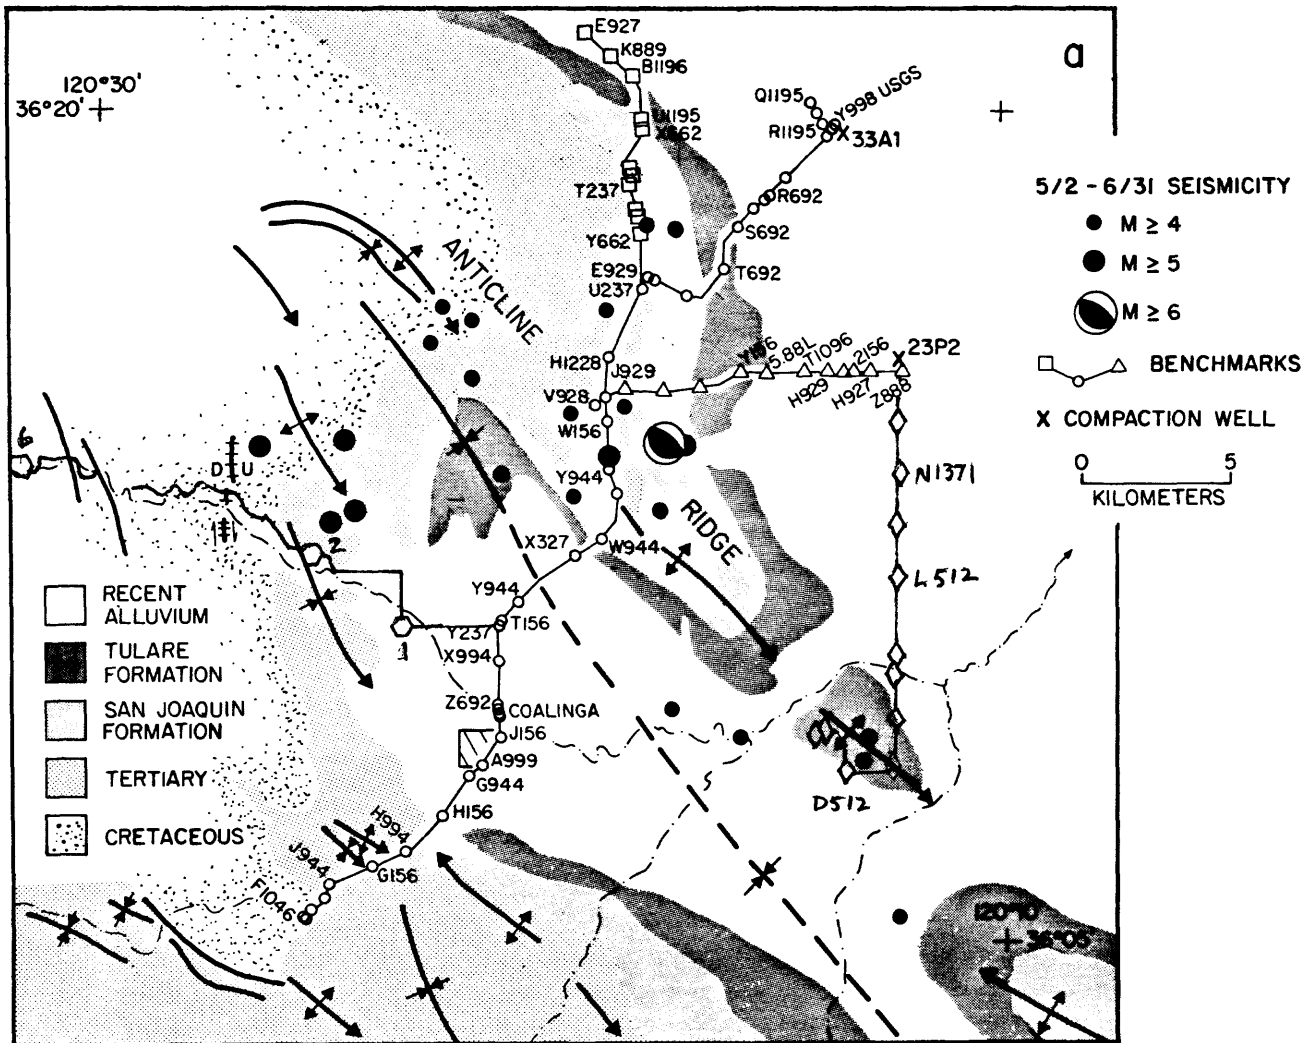 a
E927
K889
B1196
120°30'
36°20'
Q1195
Y998 USGS
R1195
33A1
U1195
X662
T237
R692
Y662
S692
E929
T692
U237
ANTICLINE
H1228
J929
Y156
5.88L
T1096
2156
23P2
V928
H929
H927
Z888
W156
6
D
U
Y944
N1371
2
X327
W944
RIDGE
L512
Y944
Y237
T156
1
X994
Z692
COALINGA
J156
A999
G944
D512
H156
H994
J944
G156
F1046
120°10'
36°05'
RECENT
ALLUVIUM
TULARE
FORMATION
SAN JOAQUIN
FORMATION
TERTIARY
CRETACEOUS
5/2 - 6/31 SEISMICITY
M ≥ 4
M ≥ 5
M ≥ 6
BENCHMARKS
X COMPACTION WELL
0 5
KILOMETERS